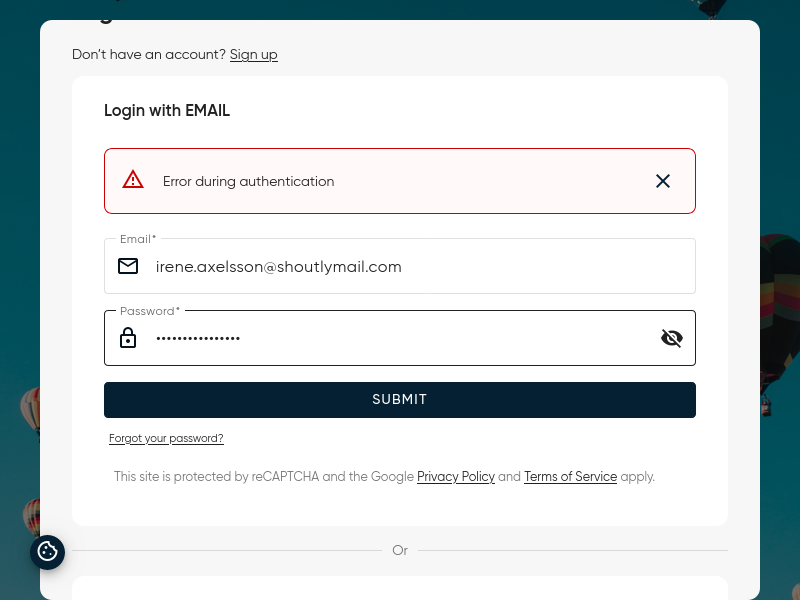 Don't have an account? Sign up
Login with EMAIL
Error during authentication
Email*
irene.axelsson@shoutlymail.com
Password*
••••••••••••••••
SUBMIT
Forgot your password?
This site is protected by reCAPTCHA and the Google Privacy Policy and Terms of Service apply.
Or